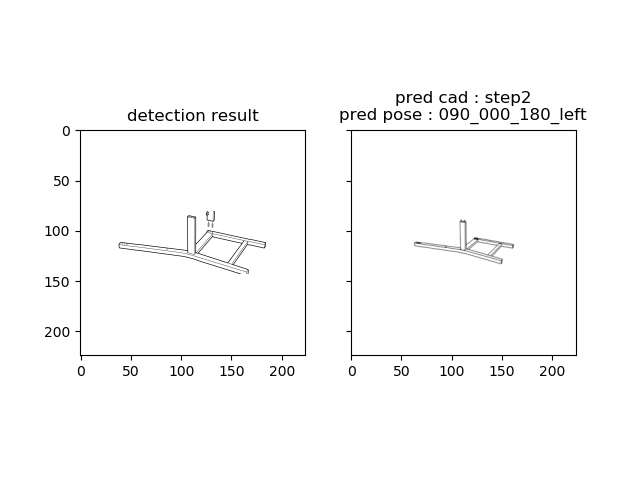 detection result
pred cad : step2
pred pose : 090_000_180_left
0
50
100
150
200
0 50 100 150 200
0 50 100 150 200